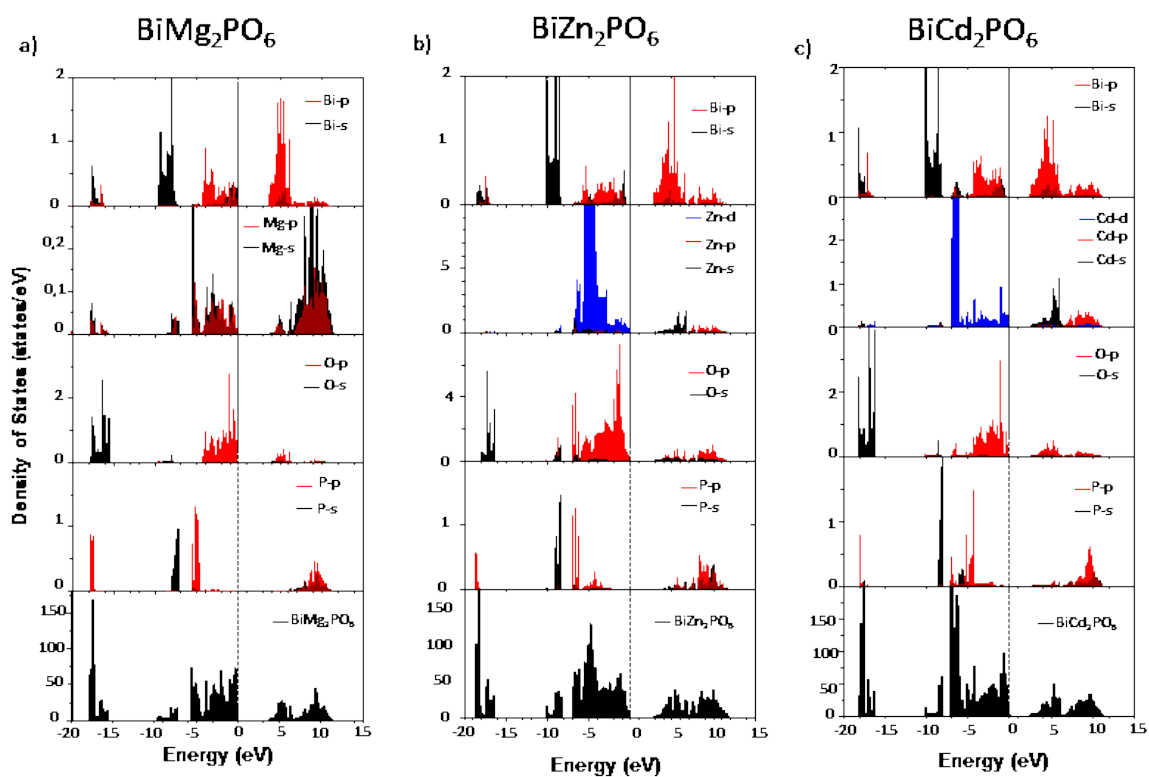 BiMg2PO6
BiZn2PO6
BiCd2PO6
a)
b)
c)
Density of States (states/eV)
2
1
0
Bi-p
Bi-s
0,2
0,1
0
Mg-p
Mg-s
2
0
O-p
O-s
1
0
P-p
P-s
150
100
50
0
BiMg2PO6
-20 -15 -10 -5 0 5 10 15
Energy (eV)
2
1
0
Bi-p
Bi-s
5
0
Zn-d
Zn-p
Zn-s
4
0
O-p
O-s
1
0
P-p
P-s
150
100
50
0
BiZn2PO6
-20 -15 -10 -5 0 5 10 15
Energy (eV)
2
1
0
Bi-p
Bi-s
2
1
0
Cd-d
Cd-p
Cd-s
2
0
O-p
O-s
1
0
P-p
P-s
150
100
50
0
BiCd2PO6
-20 -15 -10 -5 0 5 10 15
Energy (eV)